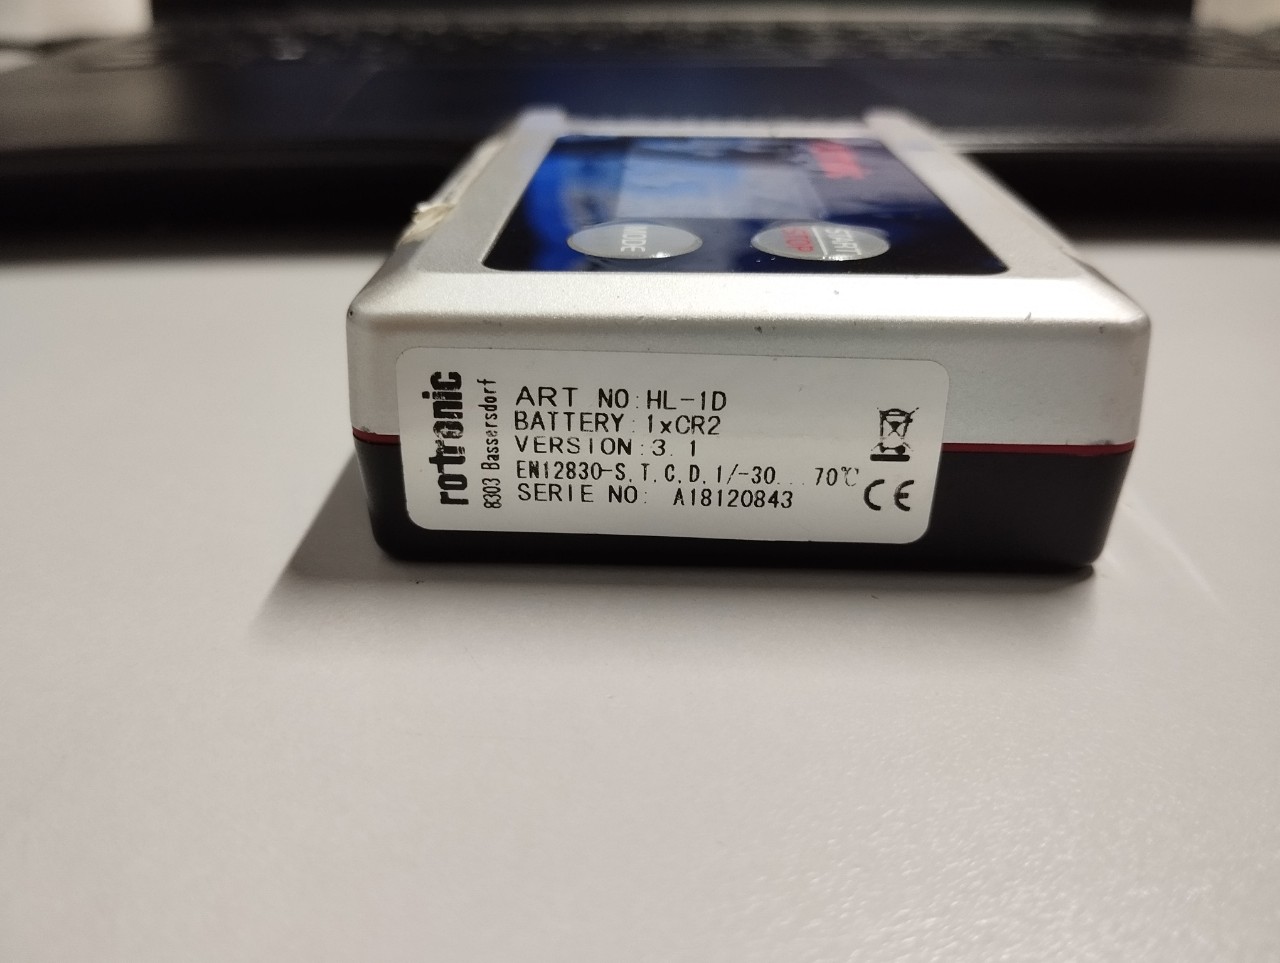 MODE
START
STOP
rotronic
8303 Bassersdorf
ART NO:HL-1D
BATTERY:1xCR2
VERSION:3.1
EN12830-S,T,C,D,1/-30...70℃
SERIE NO: A18120843
CE